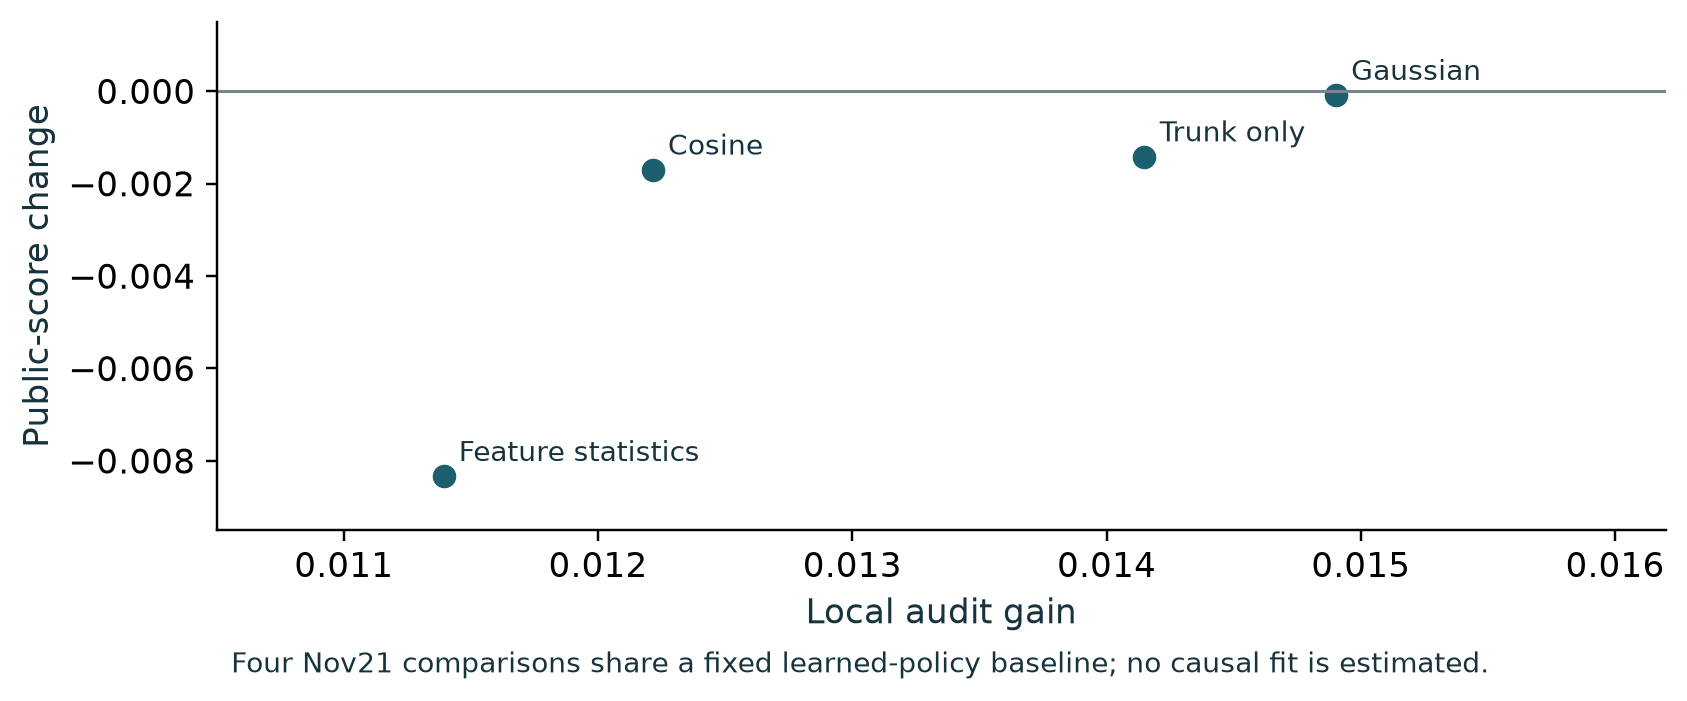 Public-score change
0.000
−0.002
−0.004
−0.006
−0.008
Gaussian
Trunk only
Cosine
Feature statistics
0.011 0.012 0.013 0.014 0.015 0.016
Local audit gain
Four Nov21 comparisons share a fixed learned-policy baseline; no causal fit is estimated.